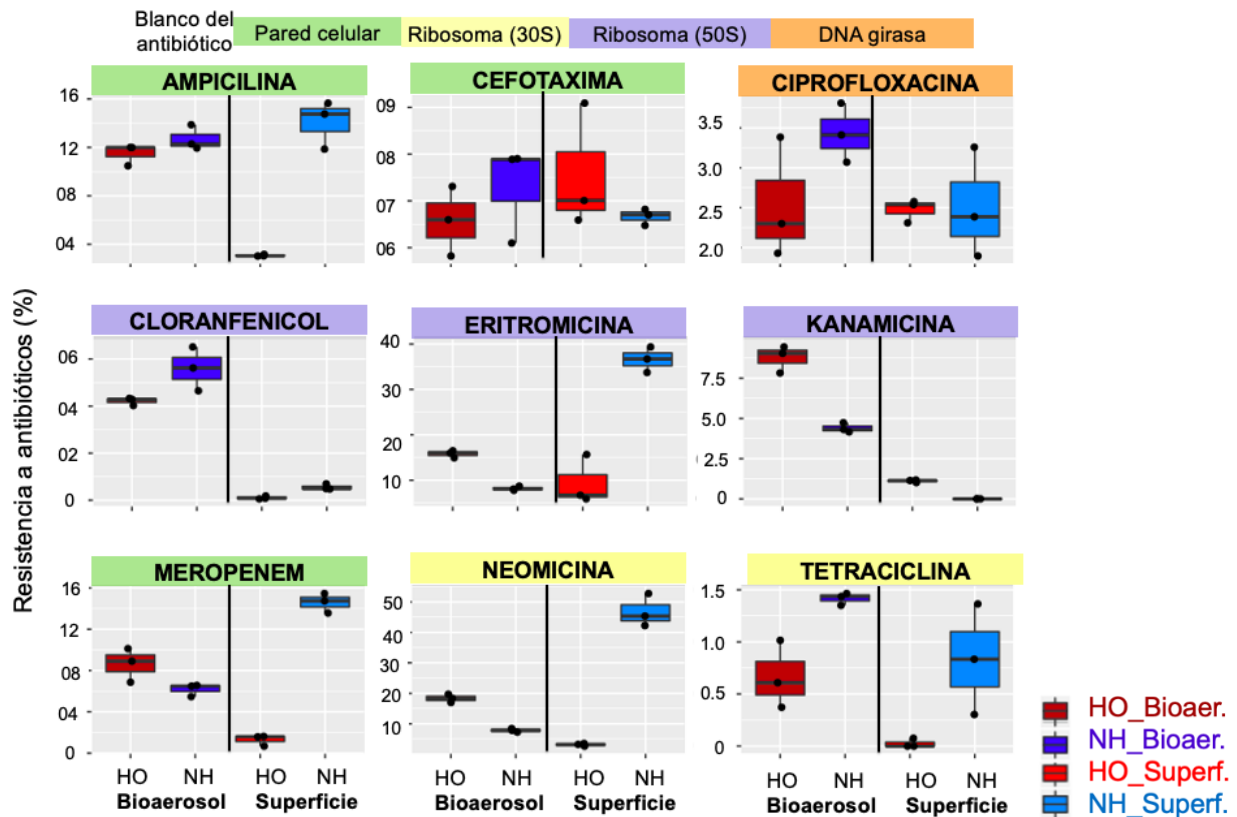 Blanco del
antibiótico
Pared celular
Ribosoma (30S)
Ribosoma (50S)
DNA girasa
Resistencia a antibióticos (%)
AMPICILINA
16
12
08
04
CEFOTAXIMA
09
08
07
06
CIPROFLOXACINA
3.5
3.0
2.5
2.0
CLORANFENICOL
06
04
02
0
ERITROMICINA
40
30
20
10
KANAMICINA
7.5
5.0
2.5
0
MEROPENEM
16
12
08
04
0
NEOMICINA
50
40
30
20
10
TETRACICLINA
1.5
1.0
0.5
0
HO NH HO NH
Bioaerosol Superficie
HO NH HO NH
Bioaerosol Superficie
HO NH HO NH
Bioaerosol Superficie
HO_Bioaer.
NH_Bioaer.
HO_Superf.
NH_Superf.